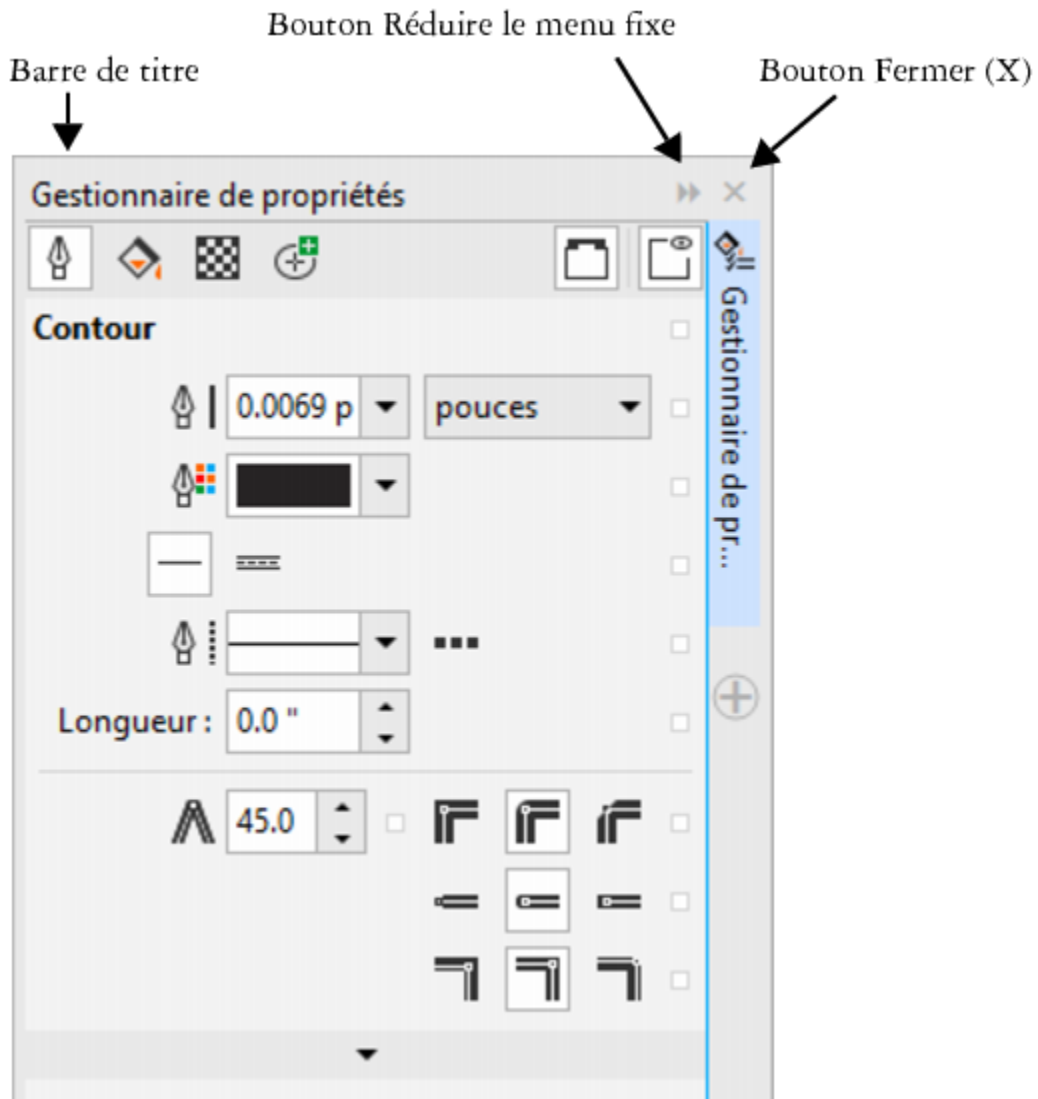 Bouton Réduire le menu fixe
Barre de titre
Bouton Fermer (X)
Gestionnaire de propriétés
Contour
0.0069 p
pouces
Longueur :
0.0 "
45.0
Gestionnaire de pr...